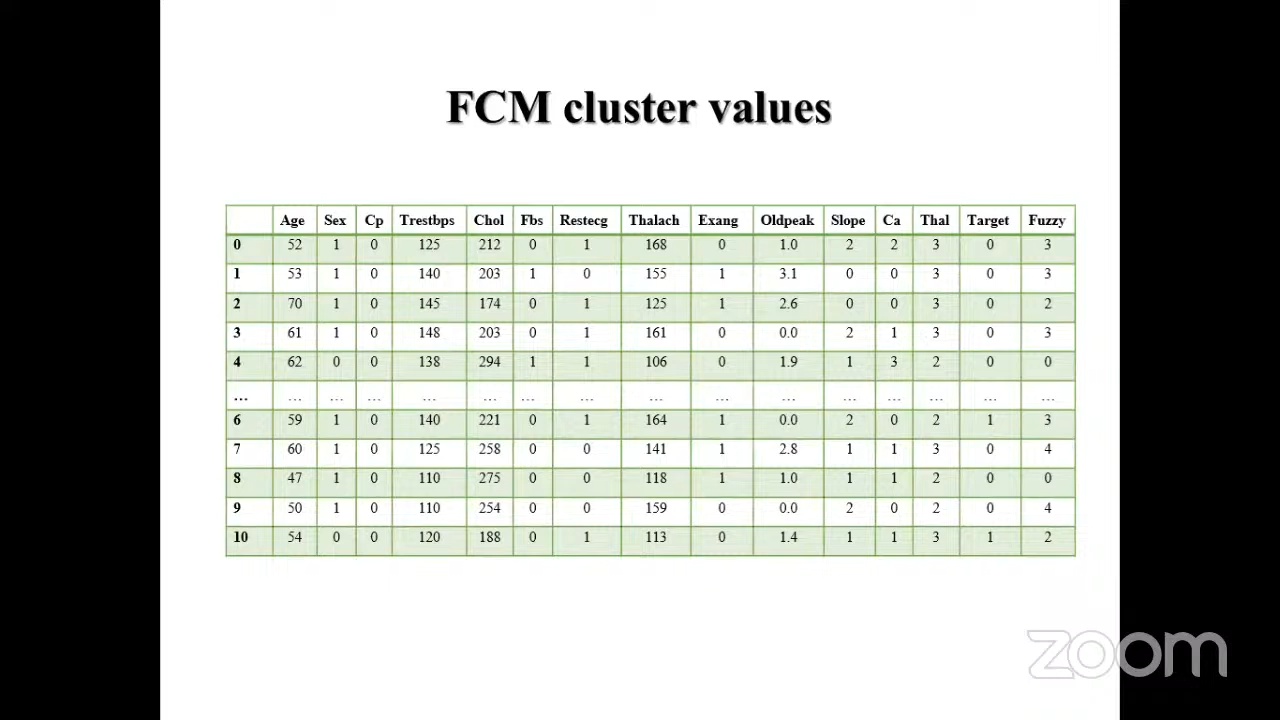 FCM cluster values
Age Sex Cp Trestbps Chol Fbs Restecg Thalach Exang Oldpeak Slope Ca Thal Target Fuzzy
0 52 1 0 125 212 0 1 168 0 1.0 2 2 3 0 3
1 53 1 0 140 203 1 0 155 1 3.1 0 0 3 0 3
2 70 1 0 145 174 0 1 125 1 2.6 0 0 3 0 2
3 61 1 0 148 203 0 1 161 0 0.0 2 1 3 0 3
4 62 0 0 138 294 1 1 106 0 1.9 1 3 2 0 0
... ... ... ... ... ... ... ... ... ... ... ... ... ... ... ...
6 59 1 0 140 221 0 1 164 1 0.0 2 0 2 1 3
7 60 1 0 125 258 0 0 141 1 2.8 1 1 3 0 4
8 47 1 0 110 275 0 0 118 1 1.0 1 1 2 0 0
9 50 1 0 110 254 0 0 159 0 0.0 2 0 2 0 4
10 54 0 0 120 188 0 1 113 0 1.4 1 1 3 1 2
zoom